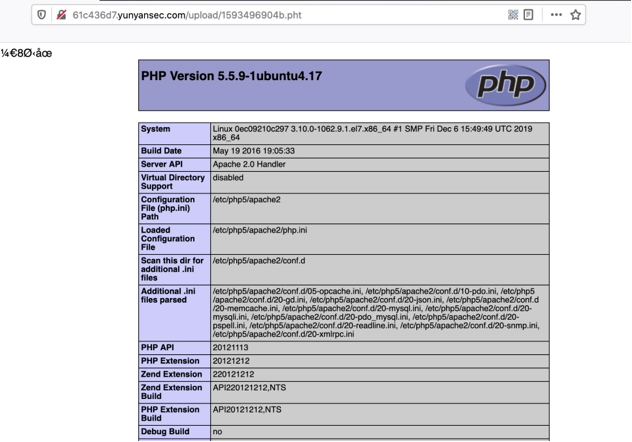 61c436d7.yunyansec.com/upload/1593496904b.pht
¼€8Ø‹åœ
PHP Version 5.5.9-1ubuntu4.17
php
System
Linux 0ec09210c297 3.10.0-1062.9.1.el7.x86_64 #1 SMP Fri Dec 6 15:49:49 UTC 2019
x86_64
Build Date
May 19 2016 19:05:33
Server API
Apache 2.0 Handler
Virtual Directory
Support
disabled
Configuration
File (php.ini)
Path
/etc/php5/apache2
Loaded
Configuration
File
/etc/php5/apache2/php.ini
Scan this dir for
additional .ini
files
/etc/php5/apache2/conf.d
Additional .ini
files parsed
/etc/php5/apache2/conf.d/05-opcache.ini, /etc/php5/apache2/conf.d/10-pdo.ini, /etc/php5
/apache2/conf.d/20-gd.ini, /etc/php5/apache2/conf.d/20-json.ini, /etc/php5/apache2/conf.d
/20-memcache.ini, /etc/php5/apache2/conf.d/20-mysql.ini, /etc/php5/apache2/conf.d/20-
mysqli.ini, /etc/php5/apache2/conf.d/20-pdo_mysql.ini, /etc/php5/apache2/conf.d/20-
pspell.ini, /etc/php5/apache2/conf.d/20-readline.ini, /etc/php5/apache2/conf.d/20-snmp.ini,
/etc/php5/apache2/conf.d/20-xmlrpc.ini
PHP API
20121113
PHP Extension
20121212
Zend Extension
220121212
Zend Extension
Build
API220121212,NTS
PHP Extension
Build
API20121212,NTS
Debug Build
no